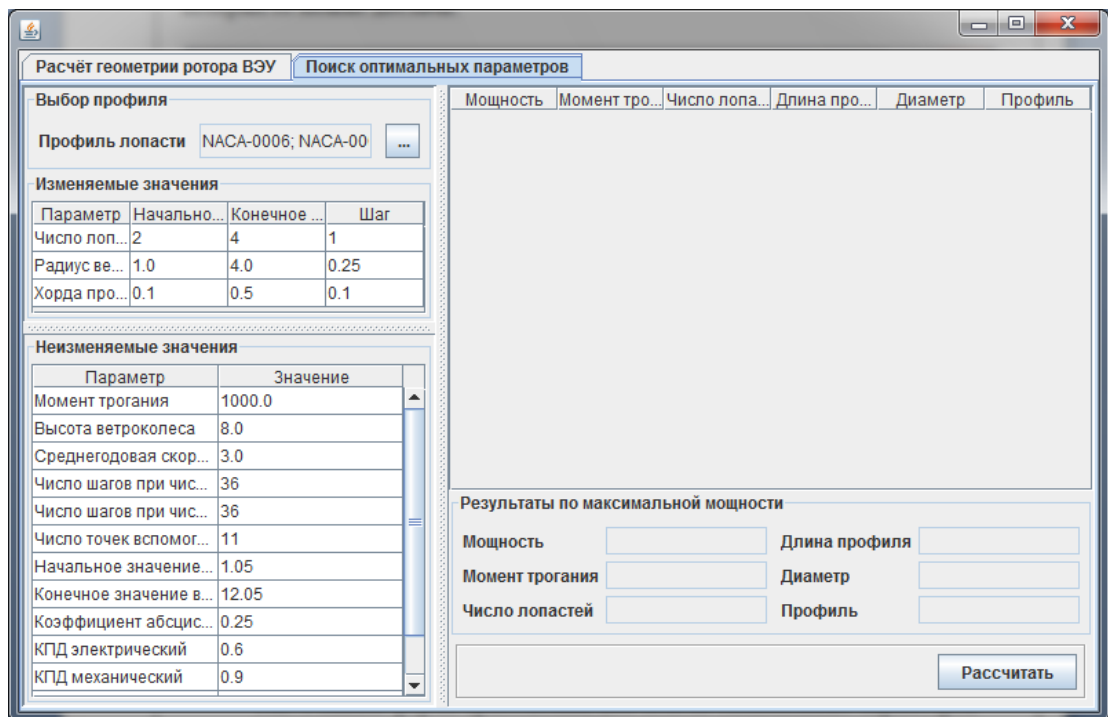 Расчёт геометрии ротора ВЭУ Поиск оптимальных параметров
Выбор профиля
Профиль лопасти NACA-0006; NACA-00 ...
Изменяемые значения
Параметр Начально... Конечное ... Шаг
Число лоп... 2 4 1
Радиус ве... 1.0 4.0 0.25
Хорда про... 0.1 0.5 0.1
Неизменяемые значения
Параметр Значение
Момент трогания 1000.0
Высота ветроколеса 8.0
Среднегодовая скор... 3.0
Число шагов при чис... 36
Число шагов при чис... 36
Число точек вспомог... 11
Начальное значение... 1.05
Конечное значение в... 12.05
Коэффициент абсцис... 0.25
КПД электрический 0.6
КПД механический 0.9
Мощность Момент тро... Число лопа... Длина про... Диаметр Профиль
Результаты по максимальной мощности
Мощность Длина профиля
Момент трогания Диаметр
Число лопастей Профиль
Рассчитать